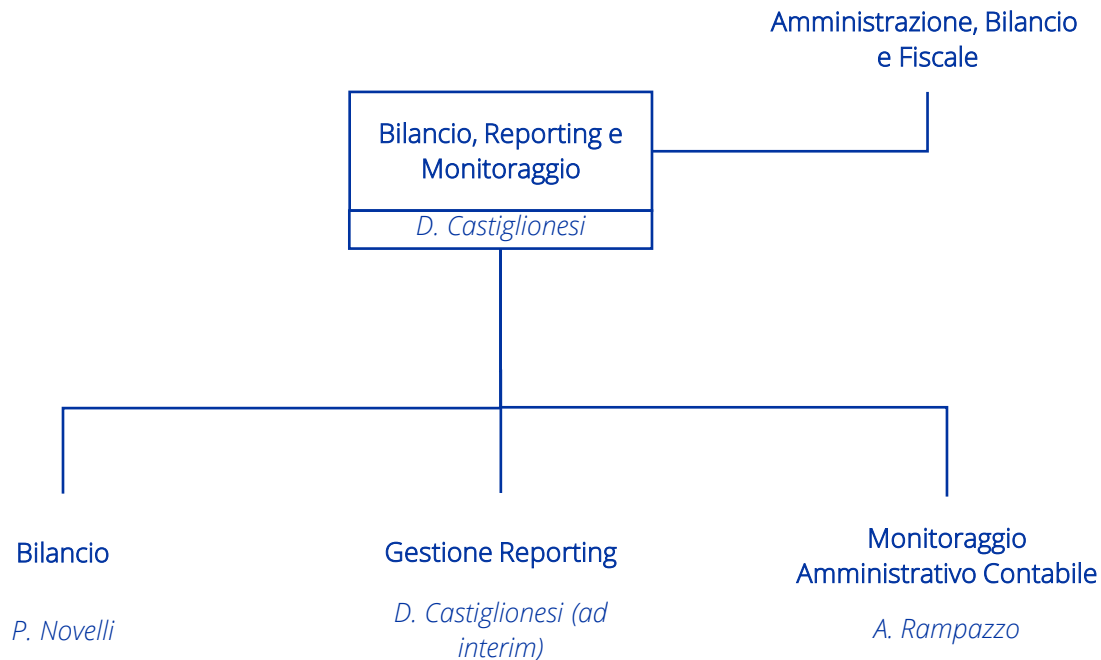 Amministrazione, Bilancio
e Fiscale
Bilancio, Reporting e
Monitoraggio
D. Castiglionesi
Bilancio
P. Novelli
Gestione Reporting
D. Castiglionesi (ad
interim)
Monitoraggio
Amministrativo Contabile
A. Rampazzo